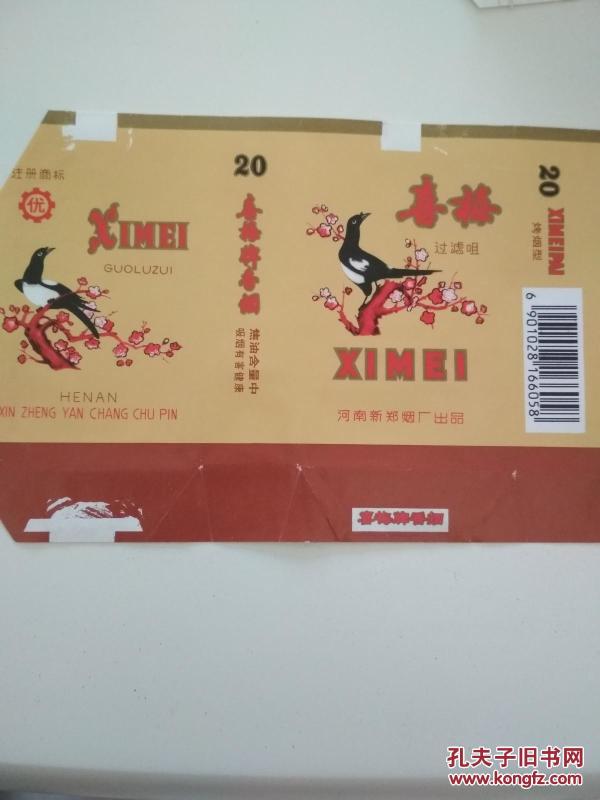 注册商标
优
XIMEI
GUOLUZUI
HENAN
XIN ZHENG YAN CHANG CHU PIN
20
喜梅牌香烟
焦油含量中
吸烟有害健康
喜梅
过滤咀
XIMEI
河南新郑烟厂出品
喜梅牌香烟
20 XIMEIPAI
烤烟型
6 901028 166058
孔夫子旧书网
www.kongfz.com